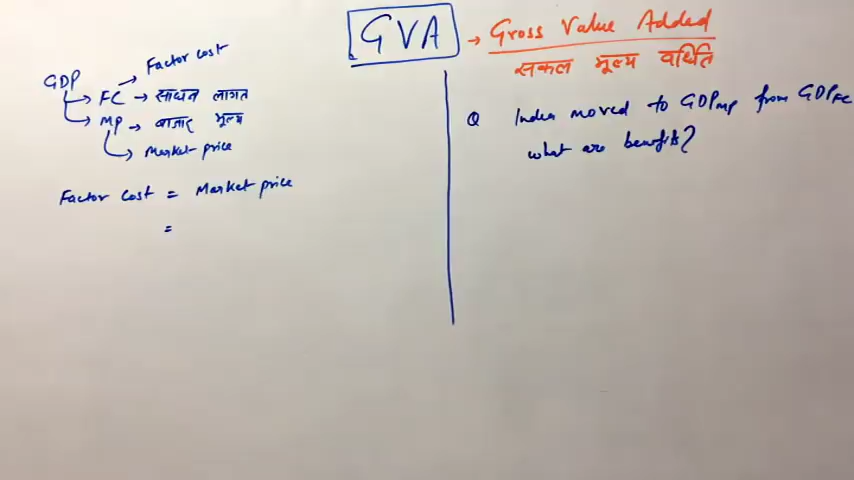 GVA → Gross Value Added
सकल मूल्य वर्धित
GDP
→ FC → साधन लागत
→ Factor cost
→ MP → बाजार मूल्य
→ Market price
Factor cost = Market price
=
Q India moved to GDPMP from GDPFC
what are benefits?